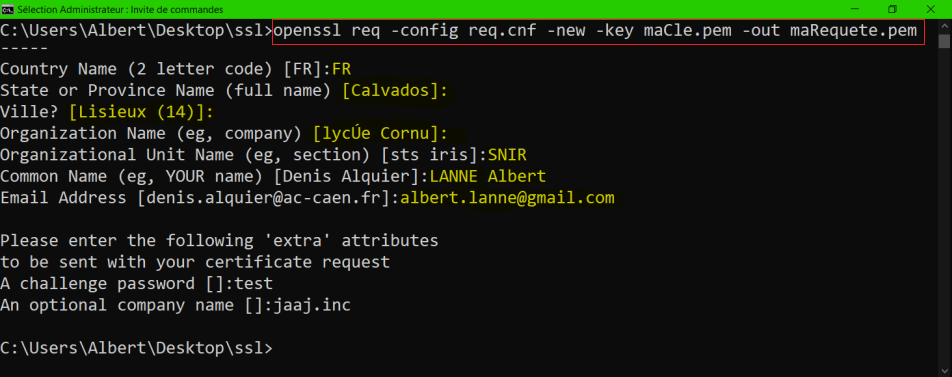 Sélection Administrateur : Invite de commandes
C:\Users\Albert\Desktop\ssl>openssl req -config req.cnf -new -key maCle.pem -out maRequete.pem
-----
Country Name (2 letter code) [FR]:FR
State or Province Name (full name) [Calvados]:
Ville? [Lisieux (14)]:
Organization Name (eg, company) [lycÚe Cornu]:
Organizational Unit Name (eg, section) [sts iris]:SNIR
Common Name (eg, YOUR name) [Denis Alquier]:LANNE Albert
Email Address [denis.alquier@ac-caen.fr]:albert.lanne@gmail.com
Please enter the following 'extra' attributes
to be sent with your certificate request
A challenge password []:test
An optional company name []:jaaj.inc
C:\Users\Albert\Desktop\ssl>